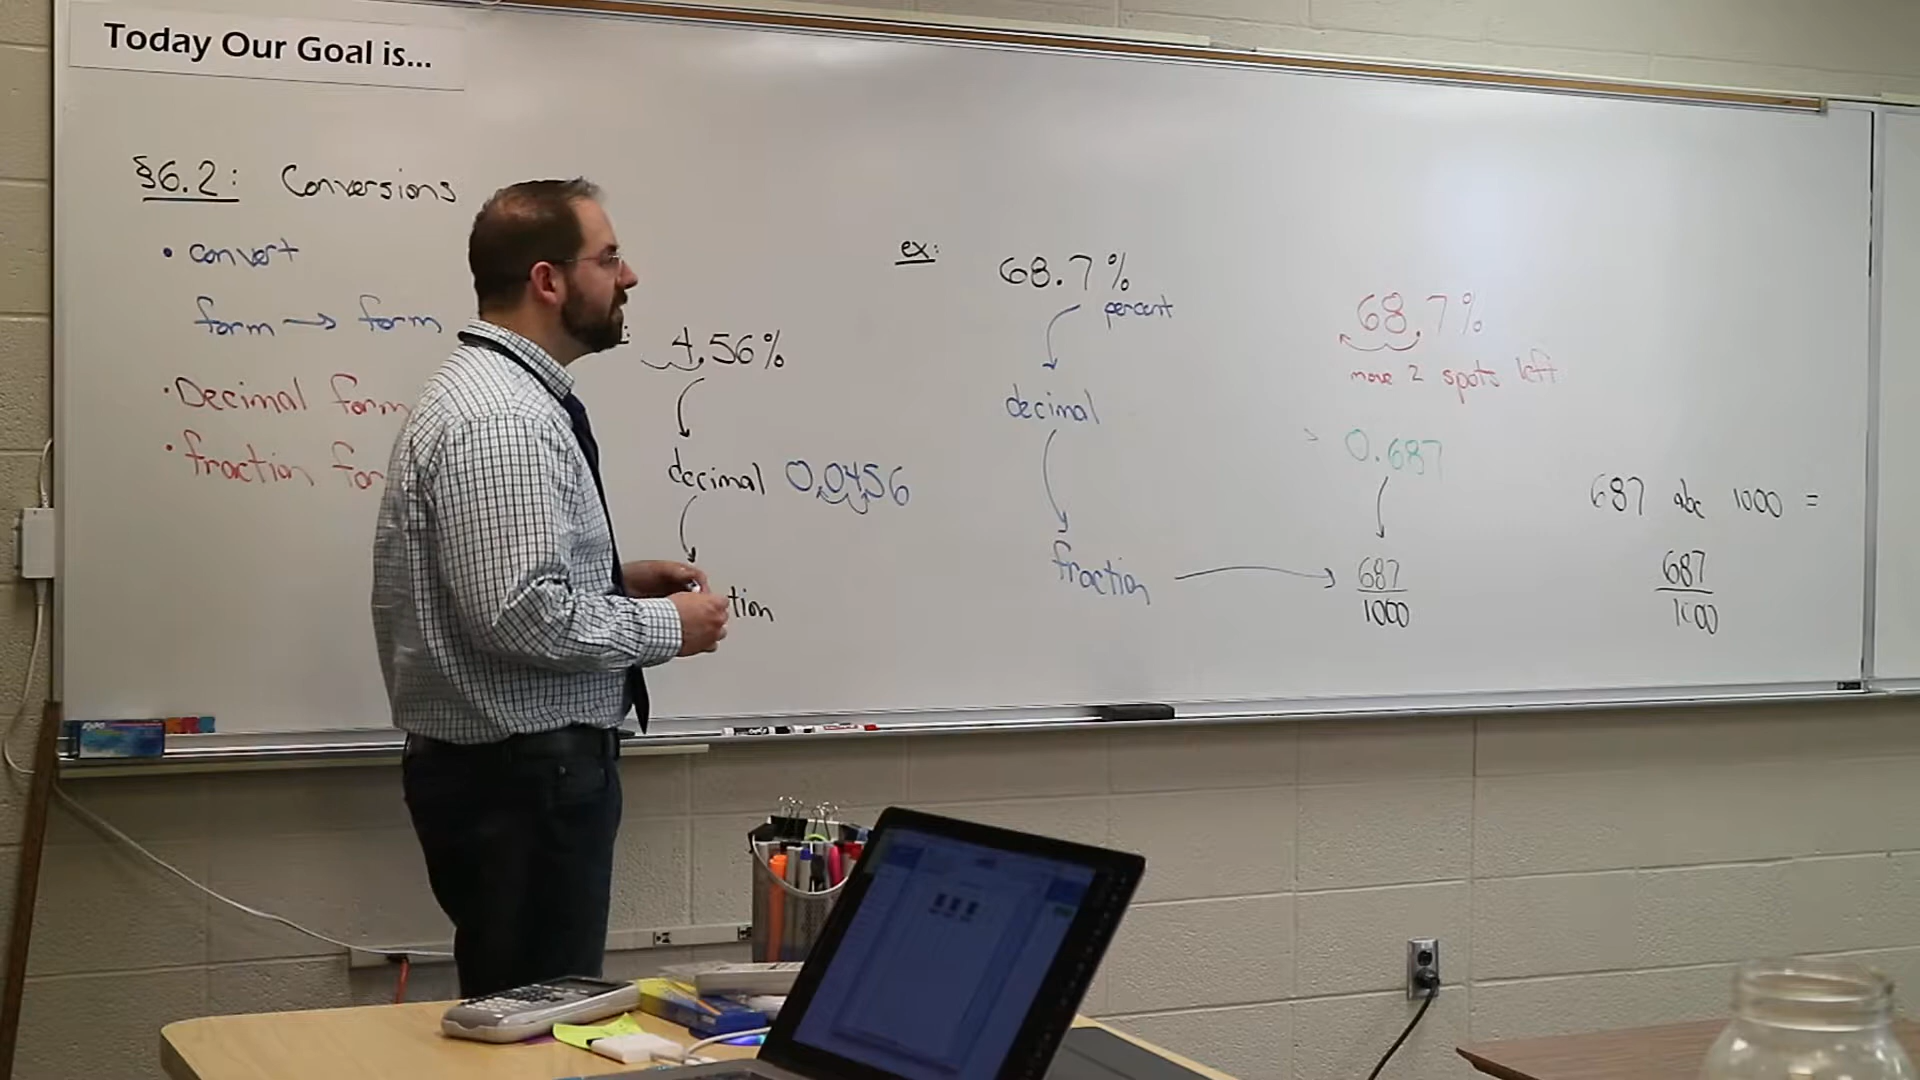 Today Our Goal is...
§6.2: Conversions
• convert
form → form
• Decimal form
• fraction for
4.56%
decimal 0.0456
tion
ex: 68.7%
percent
decimal
fraction
68.7%
move 2 spots left
0.687
687
1000
687 abc 1000 =
687
1000